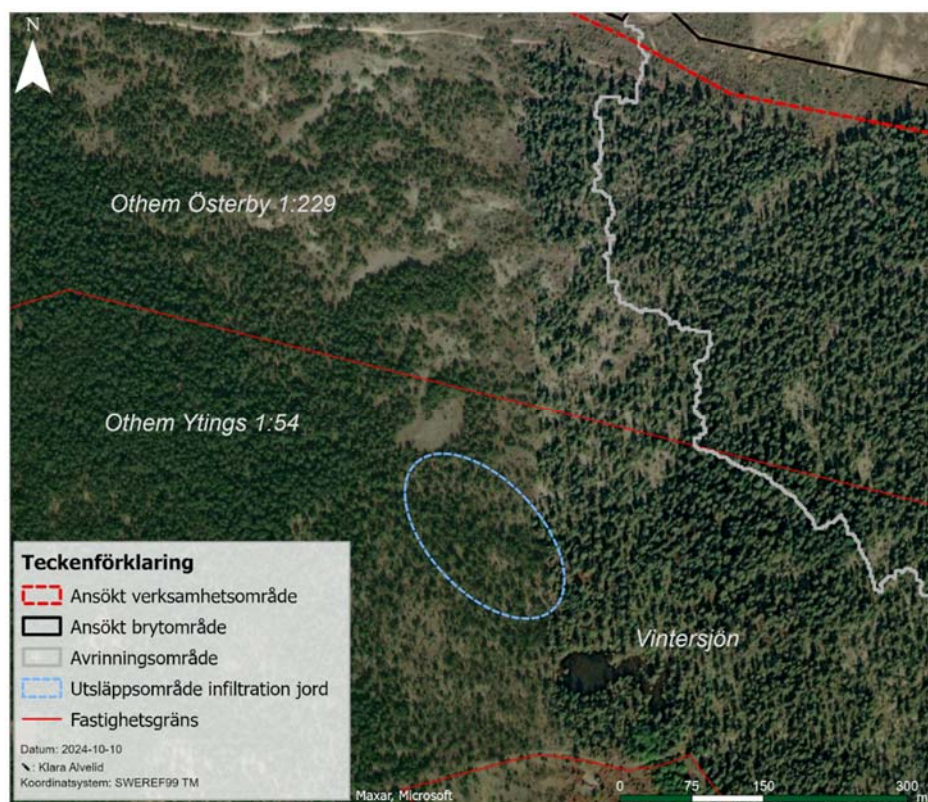 N
Othem Österby 1:229
Othem Ytings 1:54
Vintersjön
Teckenförklaring
Ansökt verksamhetsområde
Ansökt brytområde
Avrinningsområde
Utsläppsområde infiltration jord
Fastighetsgräns
Datum: 2024-10-10
: Klara Alvelid
Koordinatsystem: SWEREF99 TM
Maxar, Microsoft
0 75 150 300
m